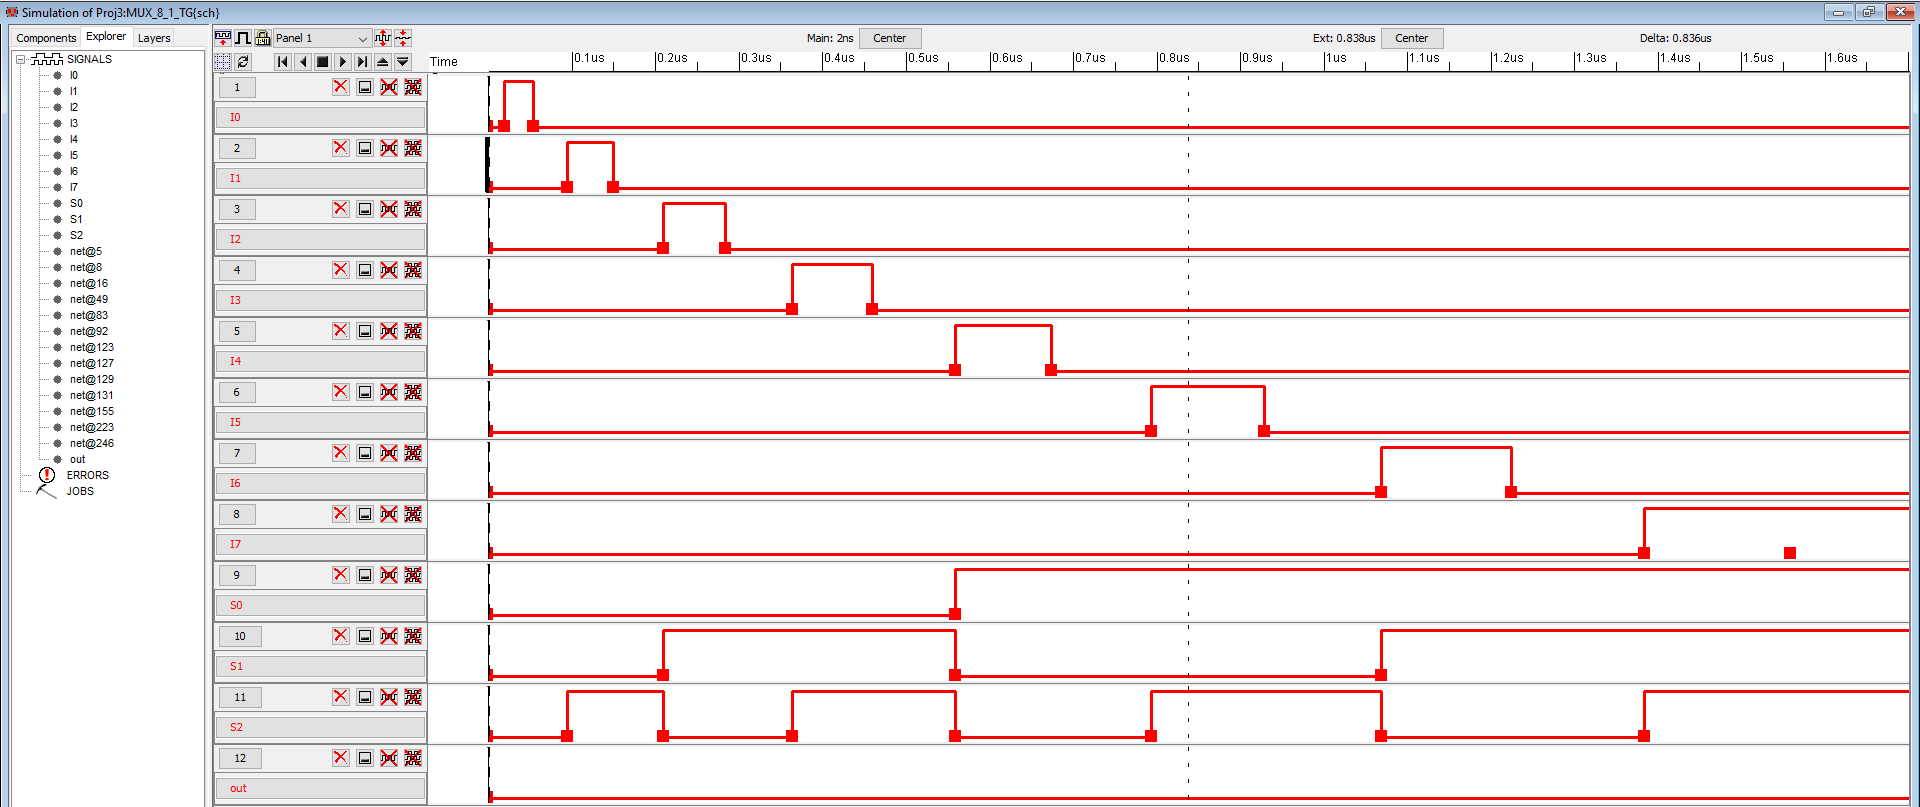 Simulation of Proj3:MUX_8_1_TG{sch}
Components Explorer Layers
SIGNALS
I0
I1
I2
I3
I4
I5
I6
I7
S0
S1
S2
net@5
net@8
net@16
net@49
net@83
net@92
net@123
net@127
net@129
net@131
net@155
net@223
net@246
out
ERRORS
JOBS
Panel 1 Main: 2ns Center Ext: 0.838us Center Delta: 0.836us
Time 0.1us 0.2us 0.3us 0.4us 0.5us 0.6us 0.7us 0.8us 0.9us 1us 1.1us 1.2us 1.3us 1.4us 1.5us 1.6us
1
I0
2
I1
3
I2
4
I3
5
I4
6
I5
7
I6
8
I7
9
S0
10
S1
11
S2
12
out